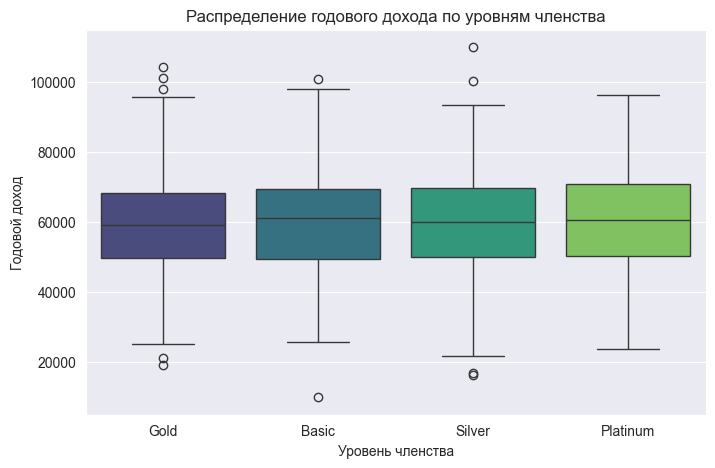 Распределение годового дохода по уровням членства
Годовой доход
100000
80000
60000
40000
20000
Gold Basic Silver Platinum
Уровень членства